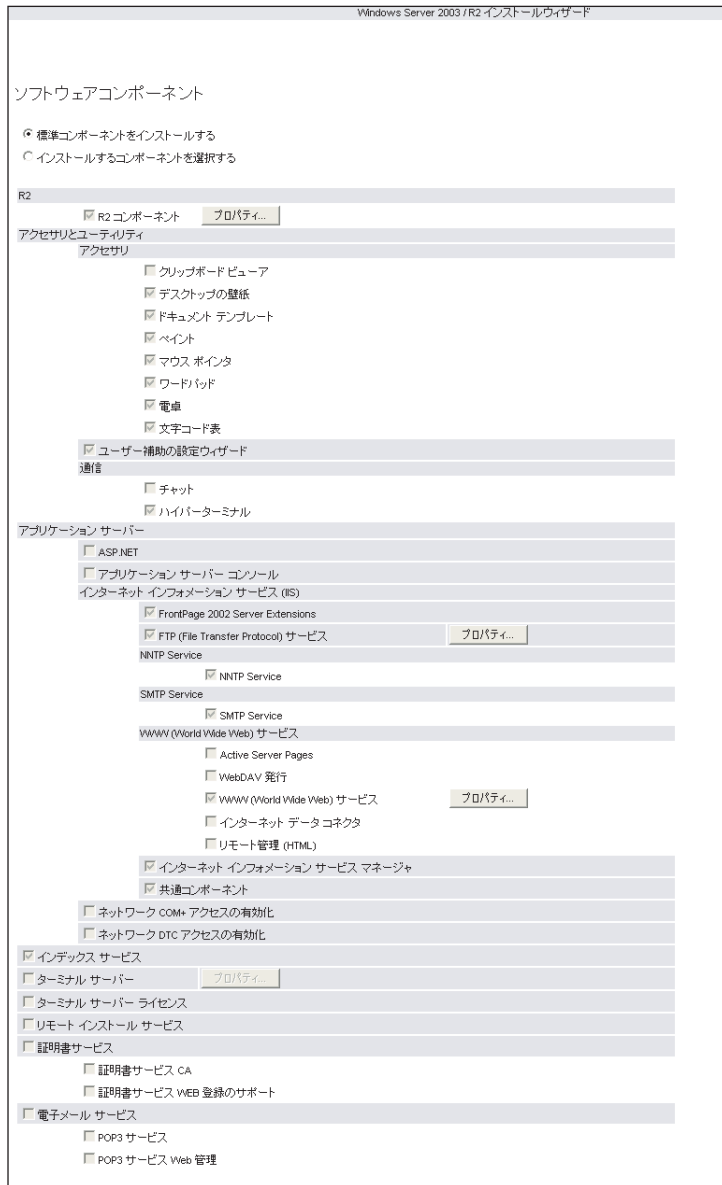 Windows Server 2003 / R2 インストールウィザード
ソフトウェアコンポーネント
標準コンポーネントをインストールする
インストールするコンポーネントを選択する
R2
R2 コンポーネント プロパティ...
アクセサリとユーティリティ
アクセサリ
クリップボード ビューア
デスクトップの壁紙
ドキュメント テンプレート
ペイント
マウス ポインタ
ワードパッド
電卓
文字コード表
ユーザー補助の設定ウィザード
通信
チャット
ハイパーターミナル
アプリケーション サーバー
ASP.NET
アプリケーション サーバー コンソール
インターネット インフォメーション サービス (IIS)
FrontPage 2002 Server Extensions
FTP (File Transfer Protocol) サービス プロパティ...
NNTP Service
NNTP Service
SMTP Service
SMTP Service
WWW (World Wide Web) サービス
Active Server Pages
WebDAV 発行
WWW (World Wide Web) サービス プロパティ...
インターネット データ コネクタ
リモート管理 (HTML)
インターネット インフォメーション サービス マネージャ
共通コンポーネント
ネットワーク COM+ アクセスの有効化
ネットワーク DTC アクセスの有効化
インデックス サービス
ターミナル サーバー プロパティ...
ターミナル サーバー ライセンス
リモート インストール サービス
証明書サービス
証明書サービス CA
証明書サービス WEB 登録のサポート
電子メール サービス
POP3 サービス
POP3 サービス Web 管理